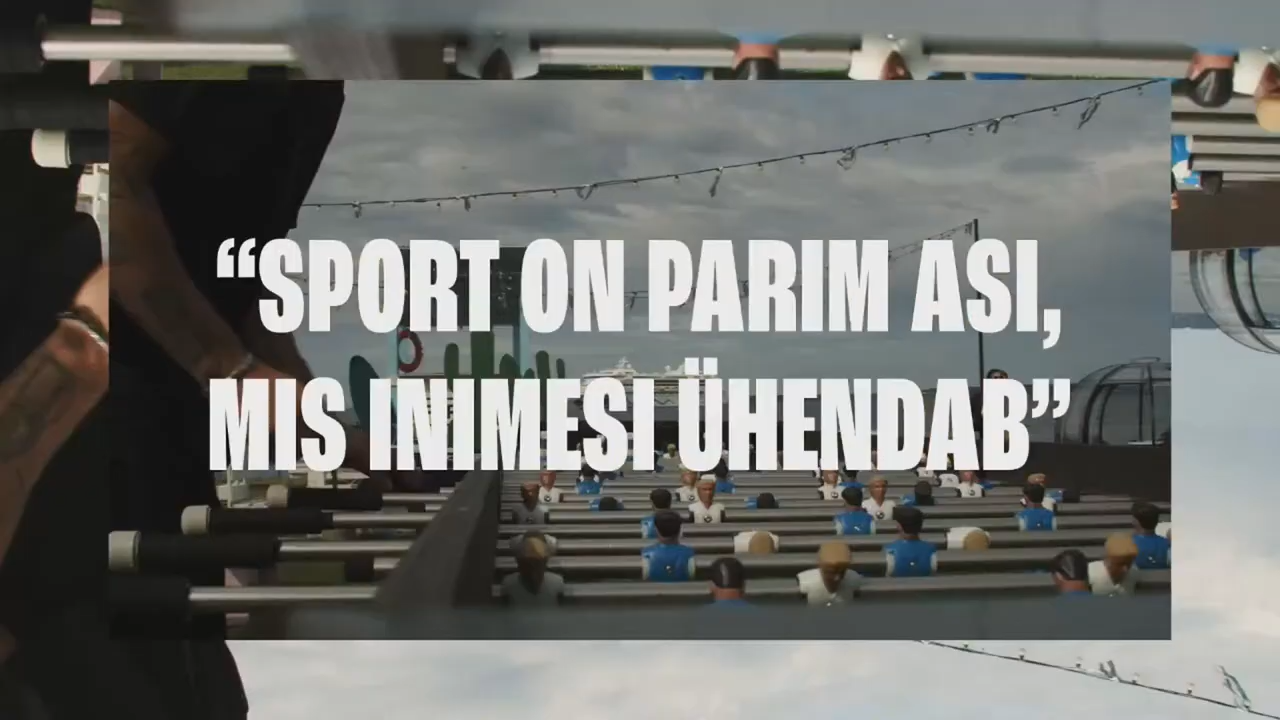 “SPORT ON PARIM ASI,
MIS INIMESI ÜHENDAB”